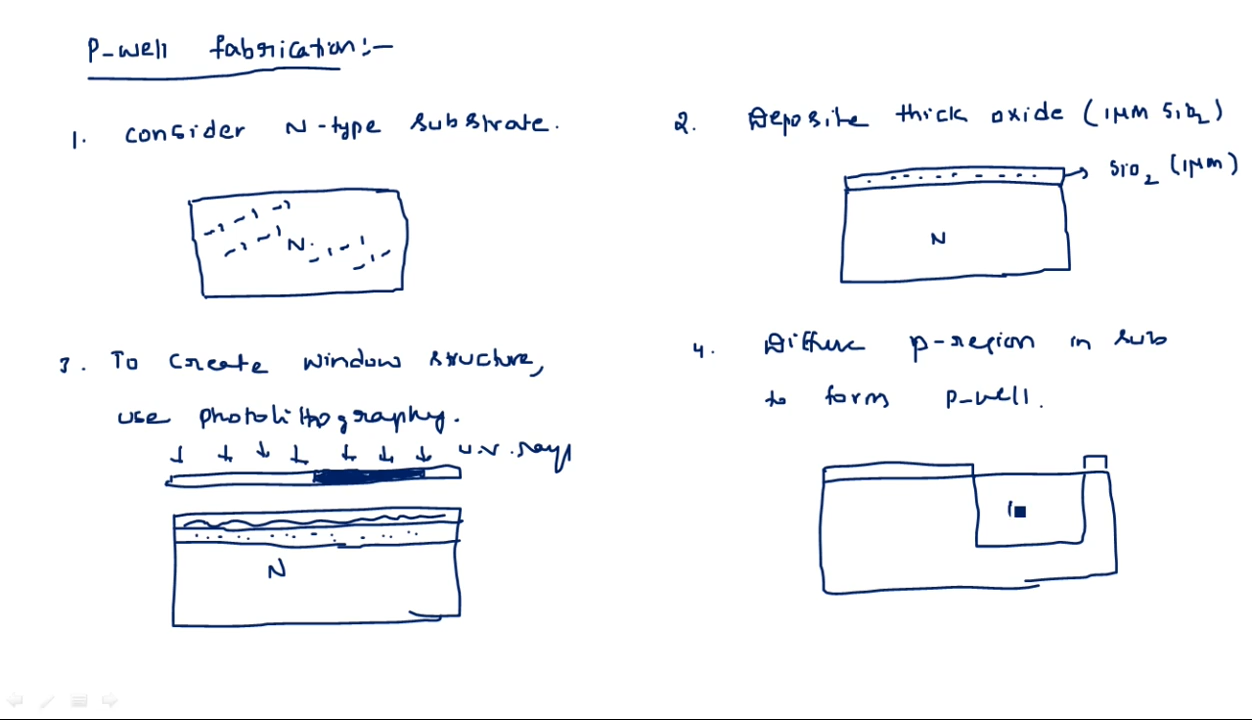 P-well fabrication:-
1. Consider N-type substrate.
N
2. Deposite thick oxide (1µm SiO2)
SiO2 (1µm)
N
3. To create window structure,
use photolithography.
U.V. rays
N
4. Diffuse p-region in sub
to form p-well.